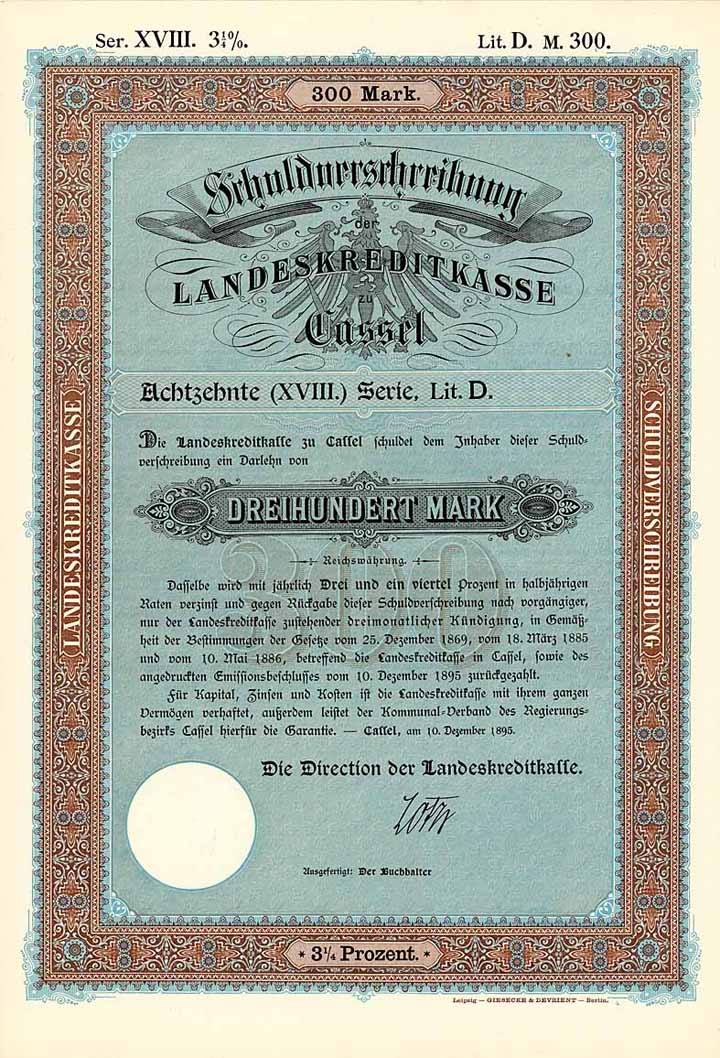 Ser. XVIII. 3¼%. Lit. D. M. 300.
300 Mark.
Schuldverschreibung
der
LANDESKREDITKASSE
zu
Cassel
Achtzehnte (XVIII.) Serie, Lit. D.
Die Landeskreditkasse zu Cassel schuldet dem Inhaber dieser Schuld-
verschreibung ein Darlehn von
DREIHUNDERT MARK
300
Reichswährung.
Dasselbe wird mit jährlich Drei und ein viertel Prozent in halbjährigen
Raten verzinst und gegen Rückgabe dieser Schuldverschreibung nach vorgängiger,
nur der Landeskreditkasse zustehender dreimonatlicher Kündigung, in Gemäß-
heit der Bestimmungen der Gesetze vom 25. Dezember 1869, vom 18. März 1885
und vom 10. Mai 1886, betreffend die Landeskreditkasse in Cassel, sowie des
angedruckten Emissionsbeschlusses vom 10. Dezember 1895 zurückgezahlt.
Für Kapital, Zinsen und Kosten ist die Landeskreditkasse mit ihrem ganzen
Vermögen verhaftet, außerdem leistet der Kommunal-Verband des Regierungs-
bezirks Cassel hierfür die Garantie. — Cassel, am 10. Dezember 1895.
Die Direction der Landeskreditkasse.
Ausgefertigt: Der Buchhalter
LANDESKREDITKASSE
SCHULDVERSCHREIBUNG
* 3¼ Prozent. *
Leipzig — GIESECKE & DEVRIENT — Berlin.